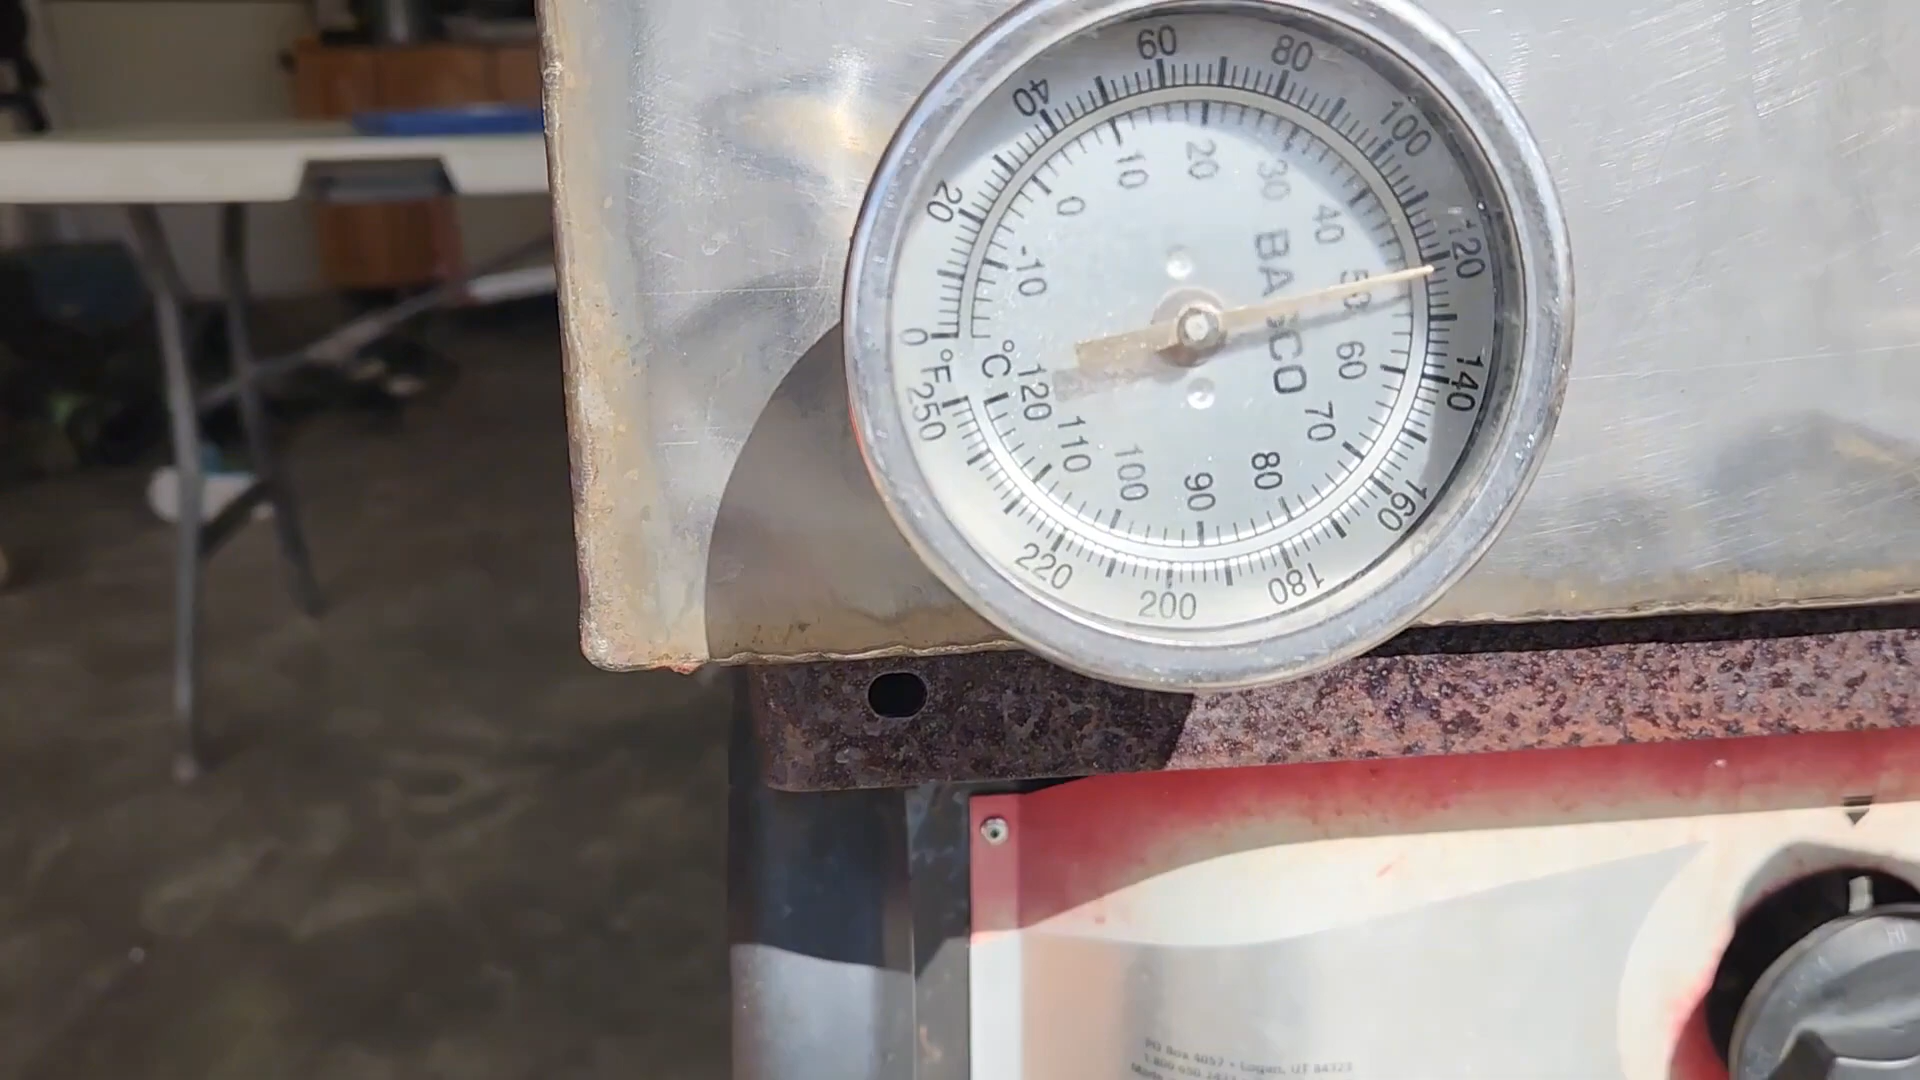 0 20 40 60 80 100 120 140 160 180 200 220 250
°F
°C
-10 0 10 20 30 40 50 60 70 80 90 100 110 120
HI
PO Box 4057 • Logan, UT 84323